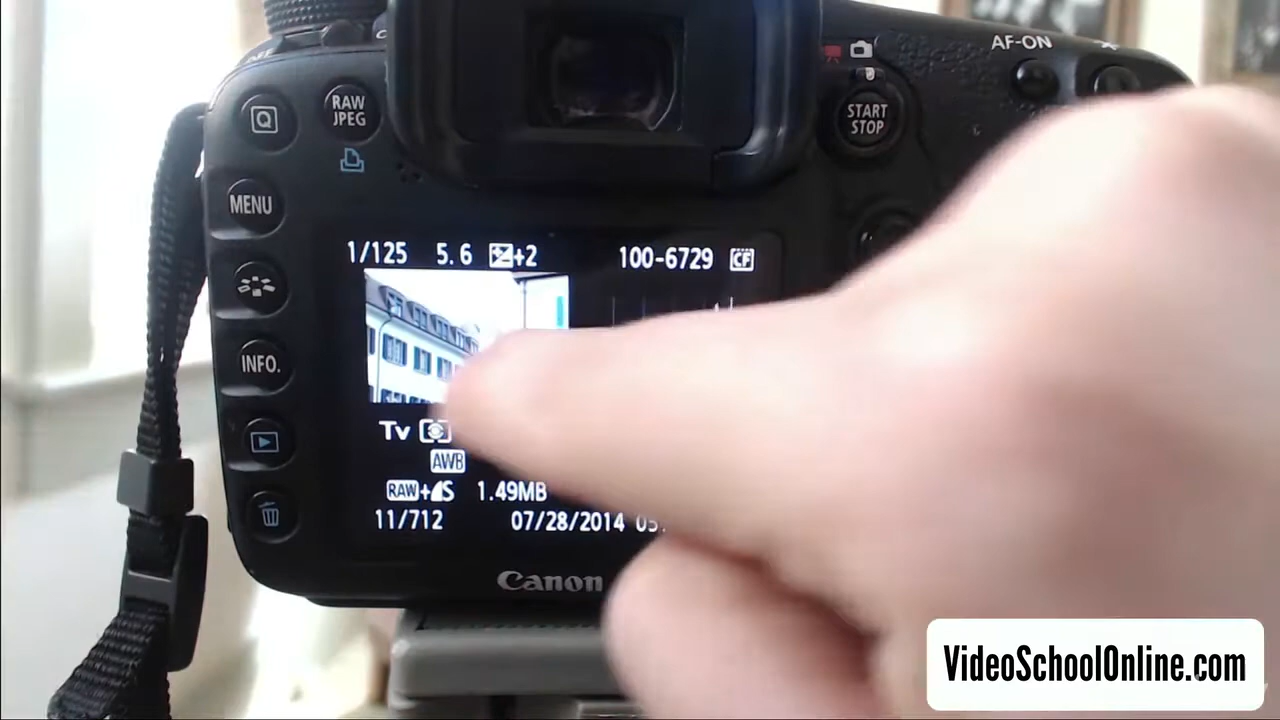 AF-ON
Q
RAW
JPEG
START
STOP
MENU
1/125 5.6 +2 100-6729 CF
INFO.
Tv
AWB
RAW+S 1.49MB
11/712 07/28/2014
Canon
VideoSchoolOnline.com